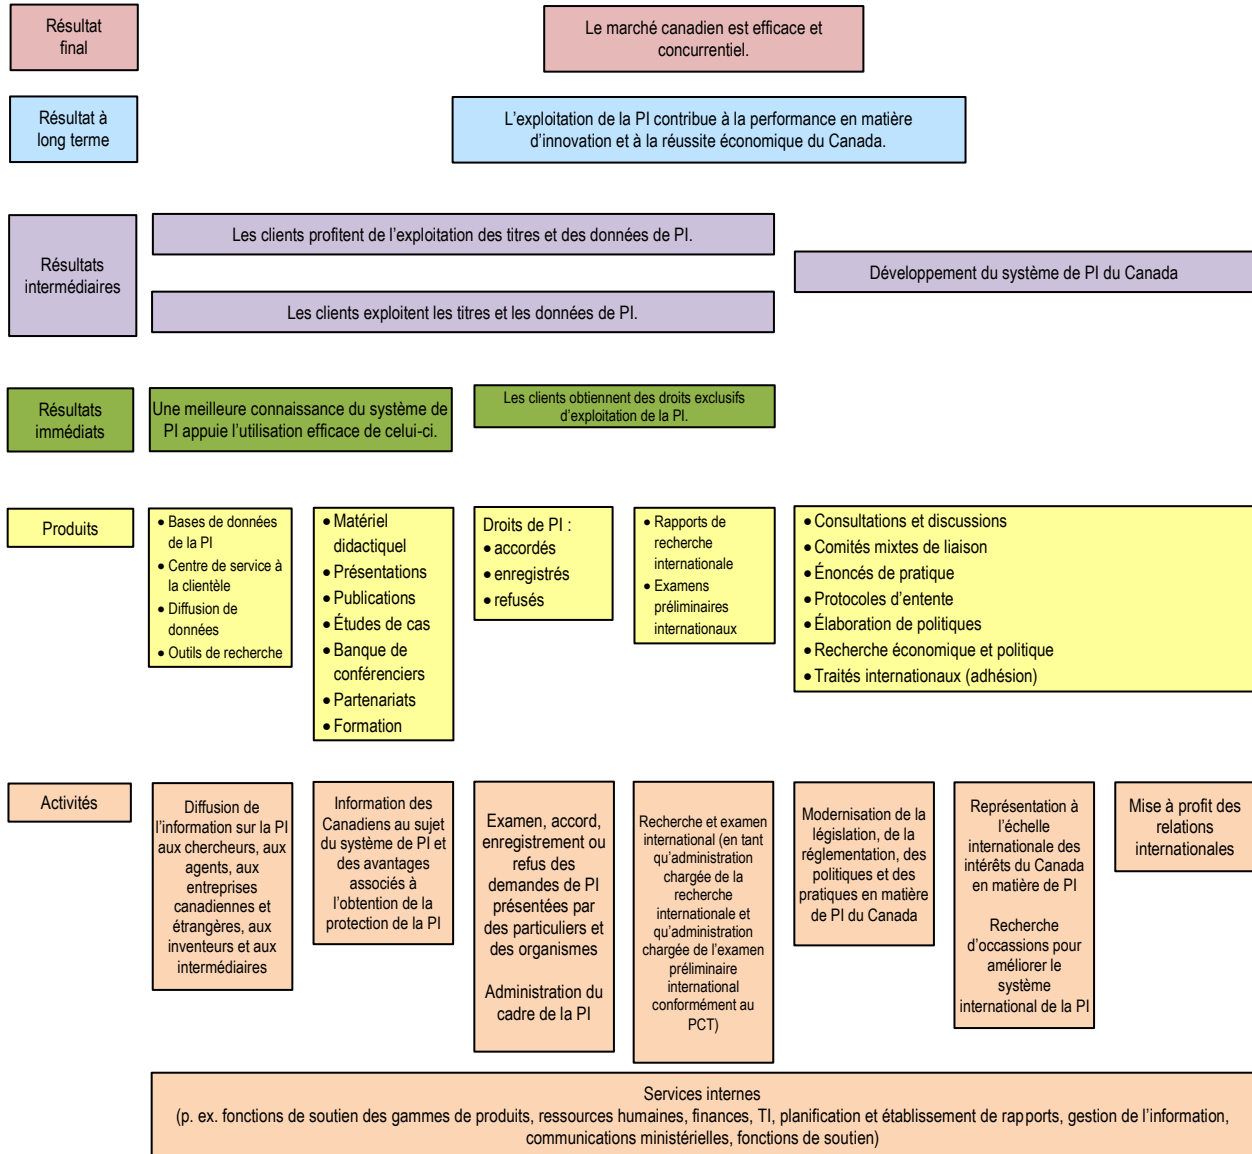 Résultat
final
Le marché canadien est efficace et
concurrentiel.
Résultat à
long terme
L'exploitation de la PI contribue à la performance en matière
d'innovation et à la réussite économique du Canada.
Résultats
intermédiaires
Les clients profitent de l'exploitation des titres et des données de PI.
Développement du système de PI du Canada
Les clients exploitent les titres et les données de PI.
Résultats
immédiats
Une meilleure connaissance du système de
PI appuie l'utilisation efficace de celui-ci.
Les clients obtiennent des droits exclusifs
d'exploitation de la PI.
Produits
• Bases de données
de la PI
• Centre de service à
la clientèle
• Diffusion de
données
• Outils de recherche
• Matériel
didactiquel
• Présentations
• Publications
• Études de cas
• Banque de
conférenciers
• Partenariats
• Formation
Droits de PI :
• accordés
• enregistrés
• refusés
• Rapports de
recherche
internationale
• Examens
préliminaires
internationaux
• Consultations et discussions
• Comités mixtes de liaison
• Énoncés de pratique
• Protocoles d'entente
• Élaboration de politiques
• Recherche économique et politique
• Traités internationaux (adhésion)
Activités
Diffusion de
l'information sur la PI
aux chercheurs, aux
agents, aux
entreprises
canadiennes et
étrangères, aux
inventeurs et aux
intermédiaires
Information des
Canadiens au sujet
du système de PI et
des avantages
associés à
l'obtention de la
protection de la PI
Examen, accord,
enregistrement ou
refus des
demandes de PI
présentées par
des particuliers et
des organismes
Administration du
cadre de la PI
Recherche et examen
international (en tant
qu'administration
chargée de la
recherche
internationale et
qu'administration
chargée de l'examen
préliminaire
international
conformément au
PCT)
Modernisation de la
législation, de la
réglementation, des
politiques et des
pratiques en matière
de PI du Canada
Représentation à
l'échelle
internationale des
intérêts du Canada
en matière de PI
Recherche
d'occassions pour
améliorer le
système
international de la PI
Mise à profit des
relations
internationales
Services internes
(p. ex. fonctions de soutien des gammes de produits, ressources humaines, finances, TI, planification et établissement de rapports, gestion de l'information,
communications ministérielles, fonctions de soutien)